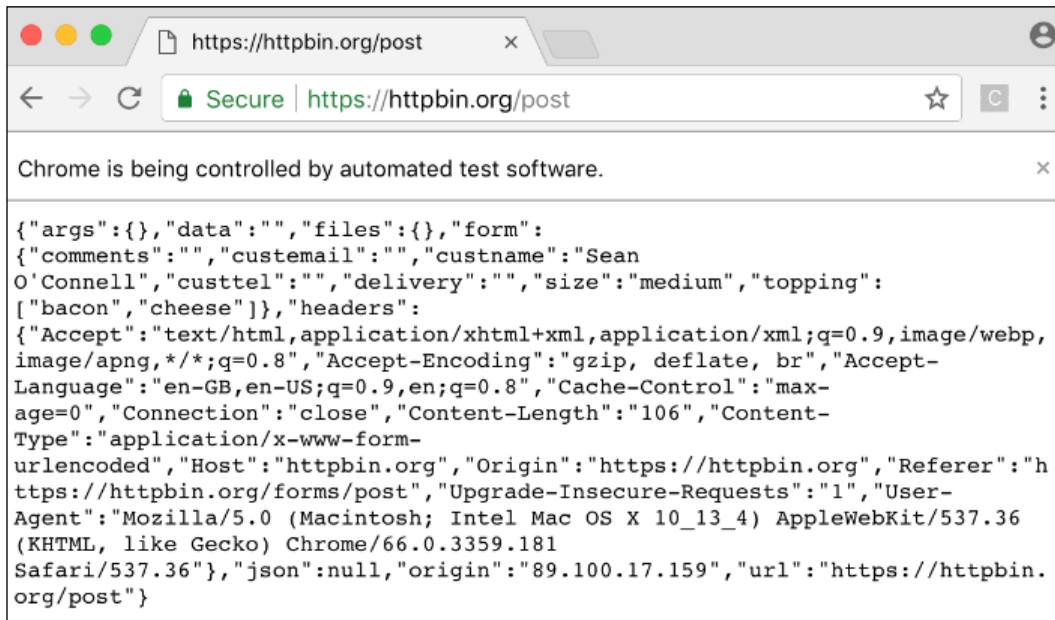 https://httpbin.org/post
Secure https://httpbin.org/post C
Chrome is being controlled by automated test software.
{"args":{},"data":"","files":{},"form":
{"comments":"","custemail":"","custname":"Sean
O'Connell","custtel":"","delivery":"","size":"medium","topping":
["bacon","cheese"]},"headers":
{"Accept":"text/html,application/xhtml+xml,application/xml;q=0.9,image/webp,
image/apng,*/*;q=0.8","Accept-Encoding":"gzip, deflate, br","Accept-
Language":"en-GB,en-US;q=0.9,en;q=0.8","Cache-Control":"max-
age=0","Connection":"close","Content-Length":"106","Content-
Type":"application/x-www-form-
urlencoded","Host":"httpbin.org","Origin":"https://httpbin.org","Referer":"h
ttps://httpbin.org/forms/post","Upgrade-Insecure-Requests":"1","User-
Agent":"Mozilla/5.0 (Macintosh; Intel Mac OS X 10_13_4) AppleWebKit/537.36
(KHTML, like Gecko) Chrome/66.0.3359.181
Safari/537.36"},"json":null,"origin":"89.100.17.159","url":"https://httpbin.
org/post"}